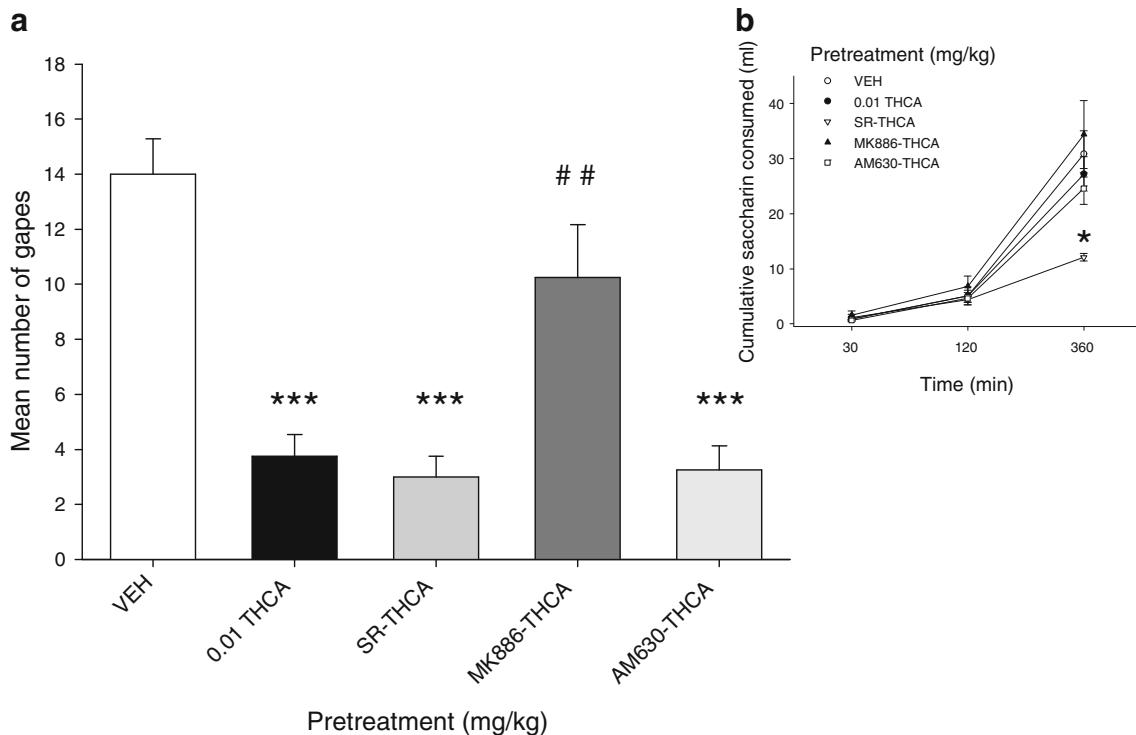 a
Mean number of gapes
18
16
14
12
10
8
6
4
2
0
***
***
# #
***
VEH
0.01 THCA
SR-THCA
MK886-THCA
AM630-THCA
Pretreatment (mg/kg)
b
Pretreatment (mg/kg)
VEH
0.01 THCA
SR-THCA
MK886-THCA
AM630-THCA
Cumulative saccharin consumed (ml)
40
30
20
10
0
*
30
120
360
Time (min)